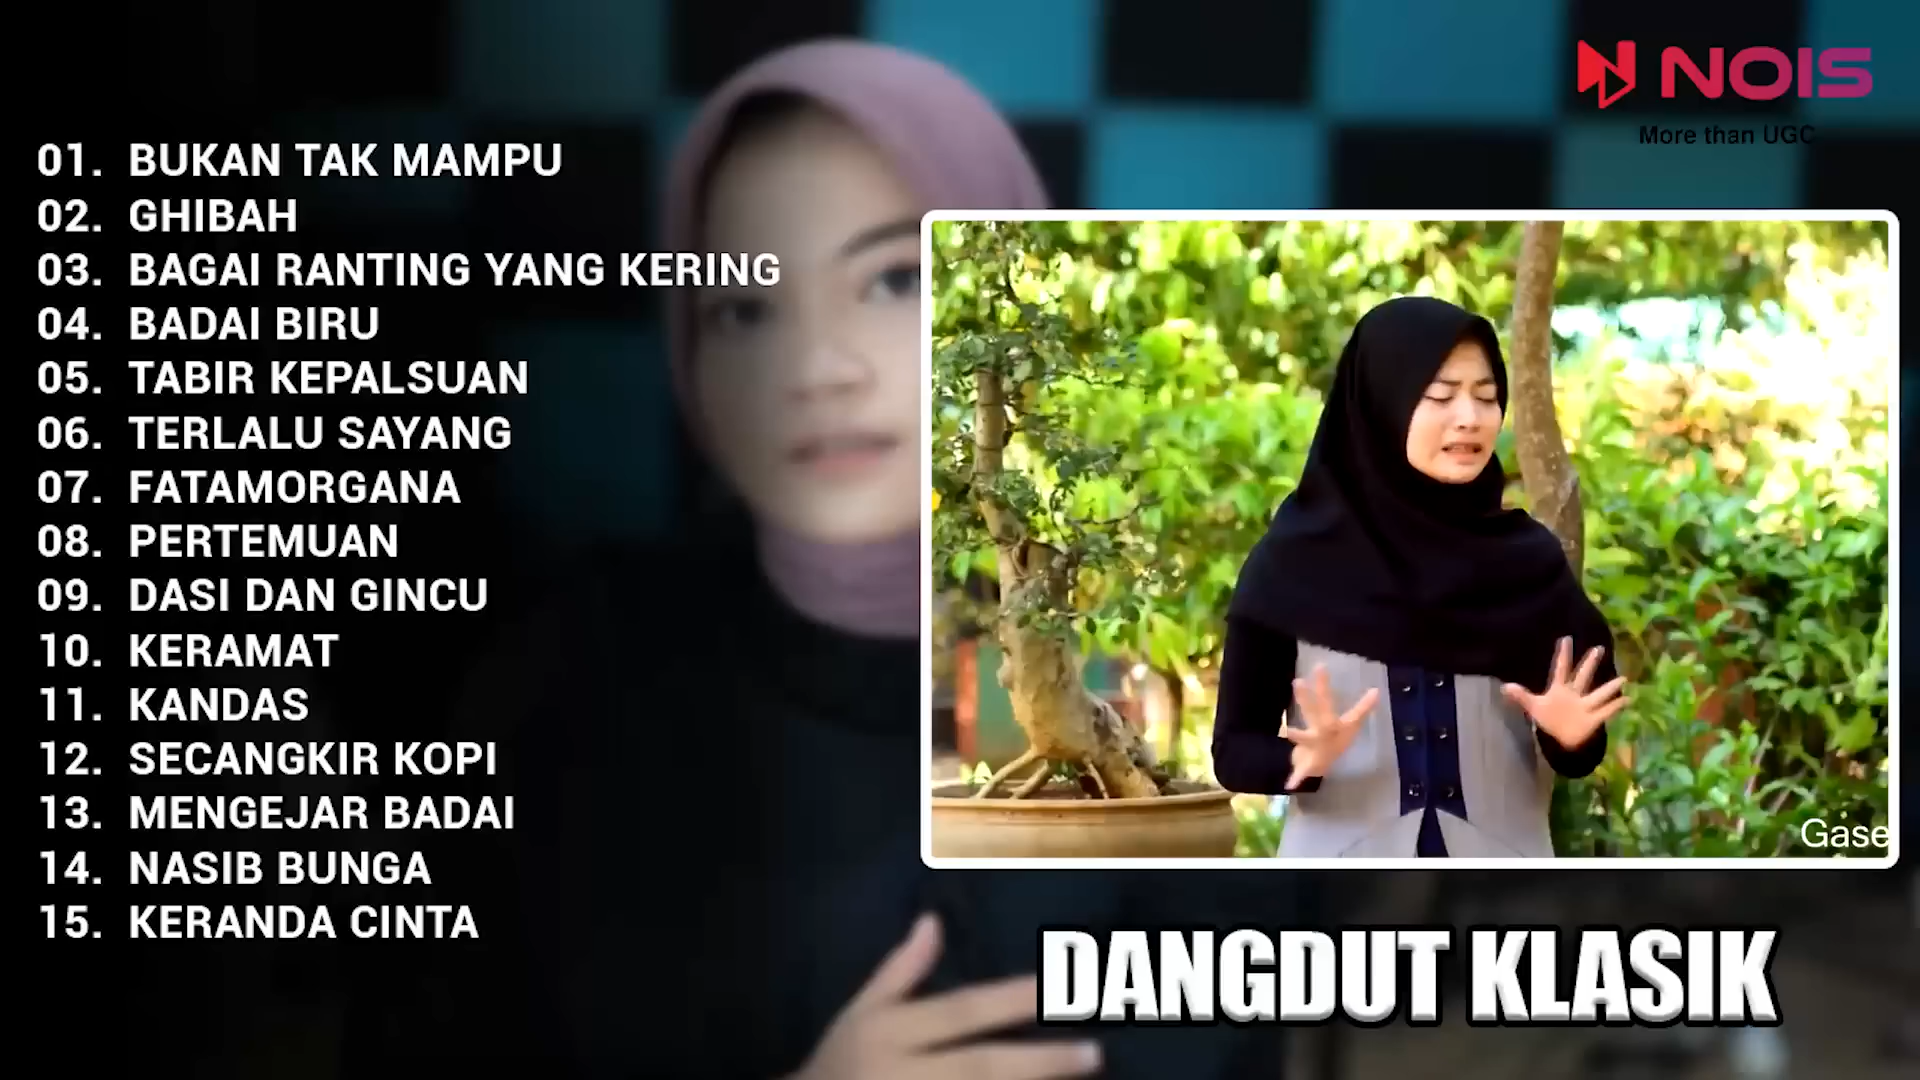 NOIS
More than UGC
01. BUKAN TAK MAMPU
02. GHIBAH
03. BAGAI RANTING YANG KERING
04. BADAI BIRU
05. TABIR KEPALSUAN
06. TERLALU SAYANG
07. FATAMORGANA
08. PERTEMUAN
09. DASI DAN GINCU
10. KERAMAT
11. KANDAS
12. SECANGKIR KOPI
13. MENGEJAR BADAI
14. NASIB BUNGA
15. KERANDA CINTA
Gase
DANGDUT KLASIK